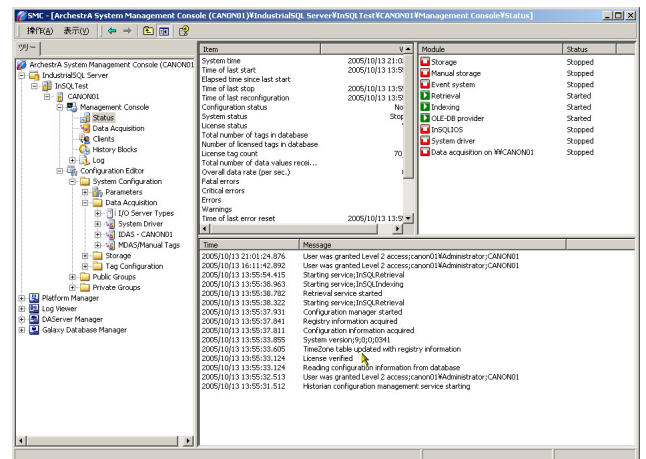 SMC - [ArchestrA System Management Console (CANON01)¥IndustrialSQL Server¥InSQLTest¥CANON01¥Management Console¥Status]
操作(A) 表示(V)
ツリー
ArchestrA System Management Console (CANON01
IndustrialSQL Server
InSQLTest
CANON01
Management Console
Status
Data Acquisition
Clients
History Blocks
Log
Configuration Editor
System Configuration
Parameters
Data Acquisition
I/O Server Types
System Driver
IDAS - CANON01
MDAS/Manual Tags
Storage
Tag Configuration
Public Groups
Private Groups
Platform Manager
Log Viewer
DAServer Manager
Galaxy Database Manager
Item
System time 2005/10/13 21:0
Time of last start 2005/10/13 13:5
Elapsed time since last start
Time of last stop 2005/10/13 13:5
Time of last reconfiguration 2005/10/13 13:5
Configuration status No
System status Stop
License status
Total number of tags in database
Number of licensed tags in database
License tag count 70,
Total number of data values recei...
Overall data rate (per sec.)
Fatal errors
Critical errors
Errors
Warnings
Time of last error reset 2005/10/13 13:5
Module Status
Storage Stopped
Manual storage Stopped
Event system Stopped
Retrieval Started
Indexing Started
OLE-DB provider Started
InSQLIOS Stopped
System driver Stopped
Data acquisition on ¥¥CANON01 Stopped
Time Message
2005/10/13 21:01:24.876 User was granted Level 2 access;canon01¥Administrator;CANON01
2005/10/13 16:11:42.892 User was granted Level 2 access;canon01¥Administrator;CANON01
2005/10/13 13:55:54.415 Starting service;InSQLRetrieval
2005/10/13 13:55:38.963 Starting service;InSQLIndexing
2005/10/13 13:55:38.782 Retrieval service started
2005/10/13 13:55:38.322 Starting service;InSQLRetrieval
2005/10/13 13:55:37.931 Configuration manager started
2005/10/13 13:55:37.841 Registry information acquired
2005/10/13 13:55:37.811 Configuration information acquired
2005/10/13 13:55:33.855 System version;9;0;0;0341
2005/10/13 13:55:33.605 TimeZone table updated with registry information
2005/10/13 13:55:33.124 License verified
2005/10/13 13:55:33.124 Reading configuration information from database
2005/10/13 13:55:32.513 User was granted Level 2 access;canon01¥Administrator;CANON01
2005/10/13 13:55:31.512 Historian configuration management service starting